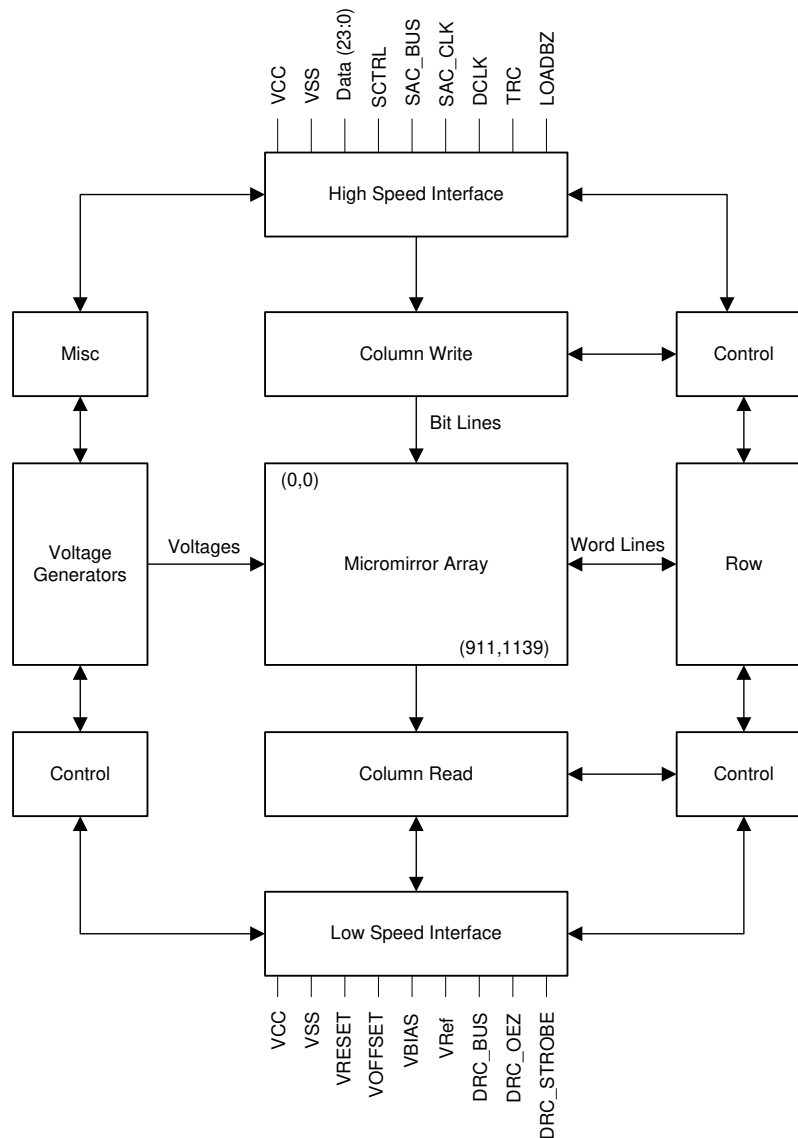 VCC
VSS
Data (23:0)
SCTRL
SAC_BUS
SAC_CLK
DCLK
TRC
LOADBZ
High Speed Interface
Misc
Column Write
Control
Bit Lines
(0,0)
Voltage
Generators
Voltages
Micromirror Array
Word Lines
Row
(911,1139)
Control
Column Read
Control
Low Speed Interface
VCC
VSS
VRESET
VOFFSET
VBIAS
VRef
DRC_BUS
DRC_OEZ
DRC_STROBE